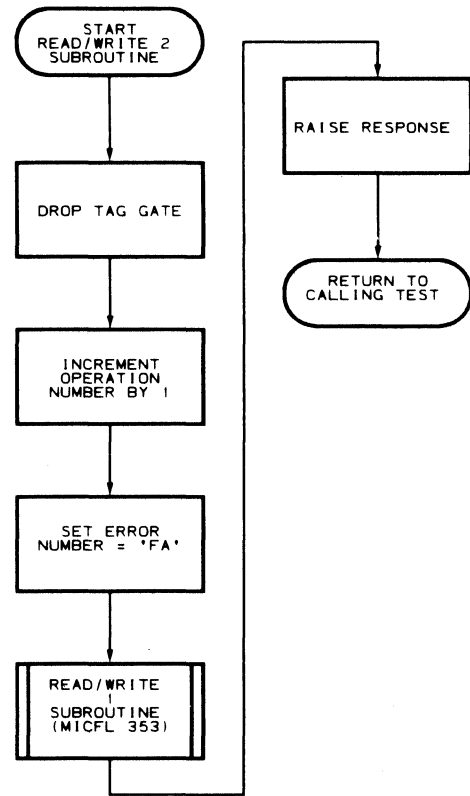 START
READ/WRITE 2
SUBROUTINE
DROP TAG GATE
INCREMENT
OPERATION
NUMBER BY 1
SET ERROR
NUMBER = 'FA'
READ/WRITE
1
SUBROUTINE
(MICFL 353)
RAISE RESPONSE
RETURN TO
CALLING TEST